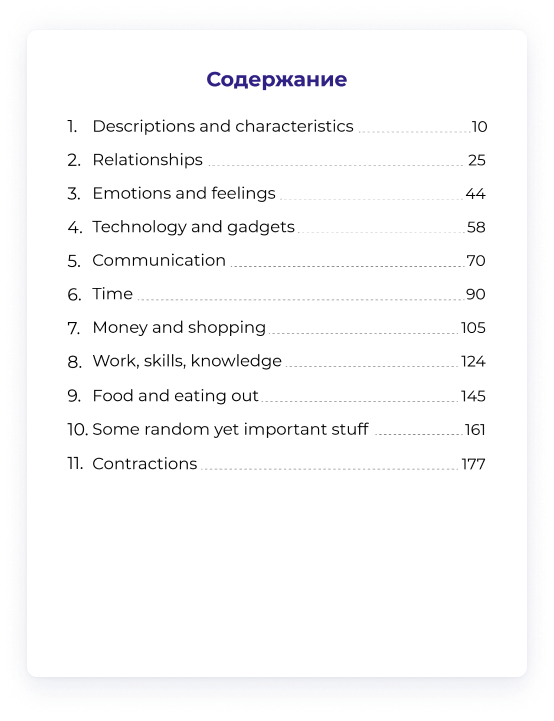 Содержание
1. Descriptions and characteristics 10
2. Relationships 25
3. Emotions and feelings 44
4. Technology and gadgets 58
5. Communication 70
6. Time 90
7. Money and shopping 105
8. Work, skills, knowledge 124
9. Food and eating out 145
10. Some random yet important stuff 161
11. Contractions 177